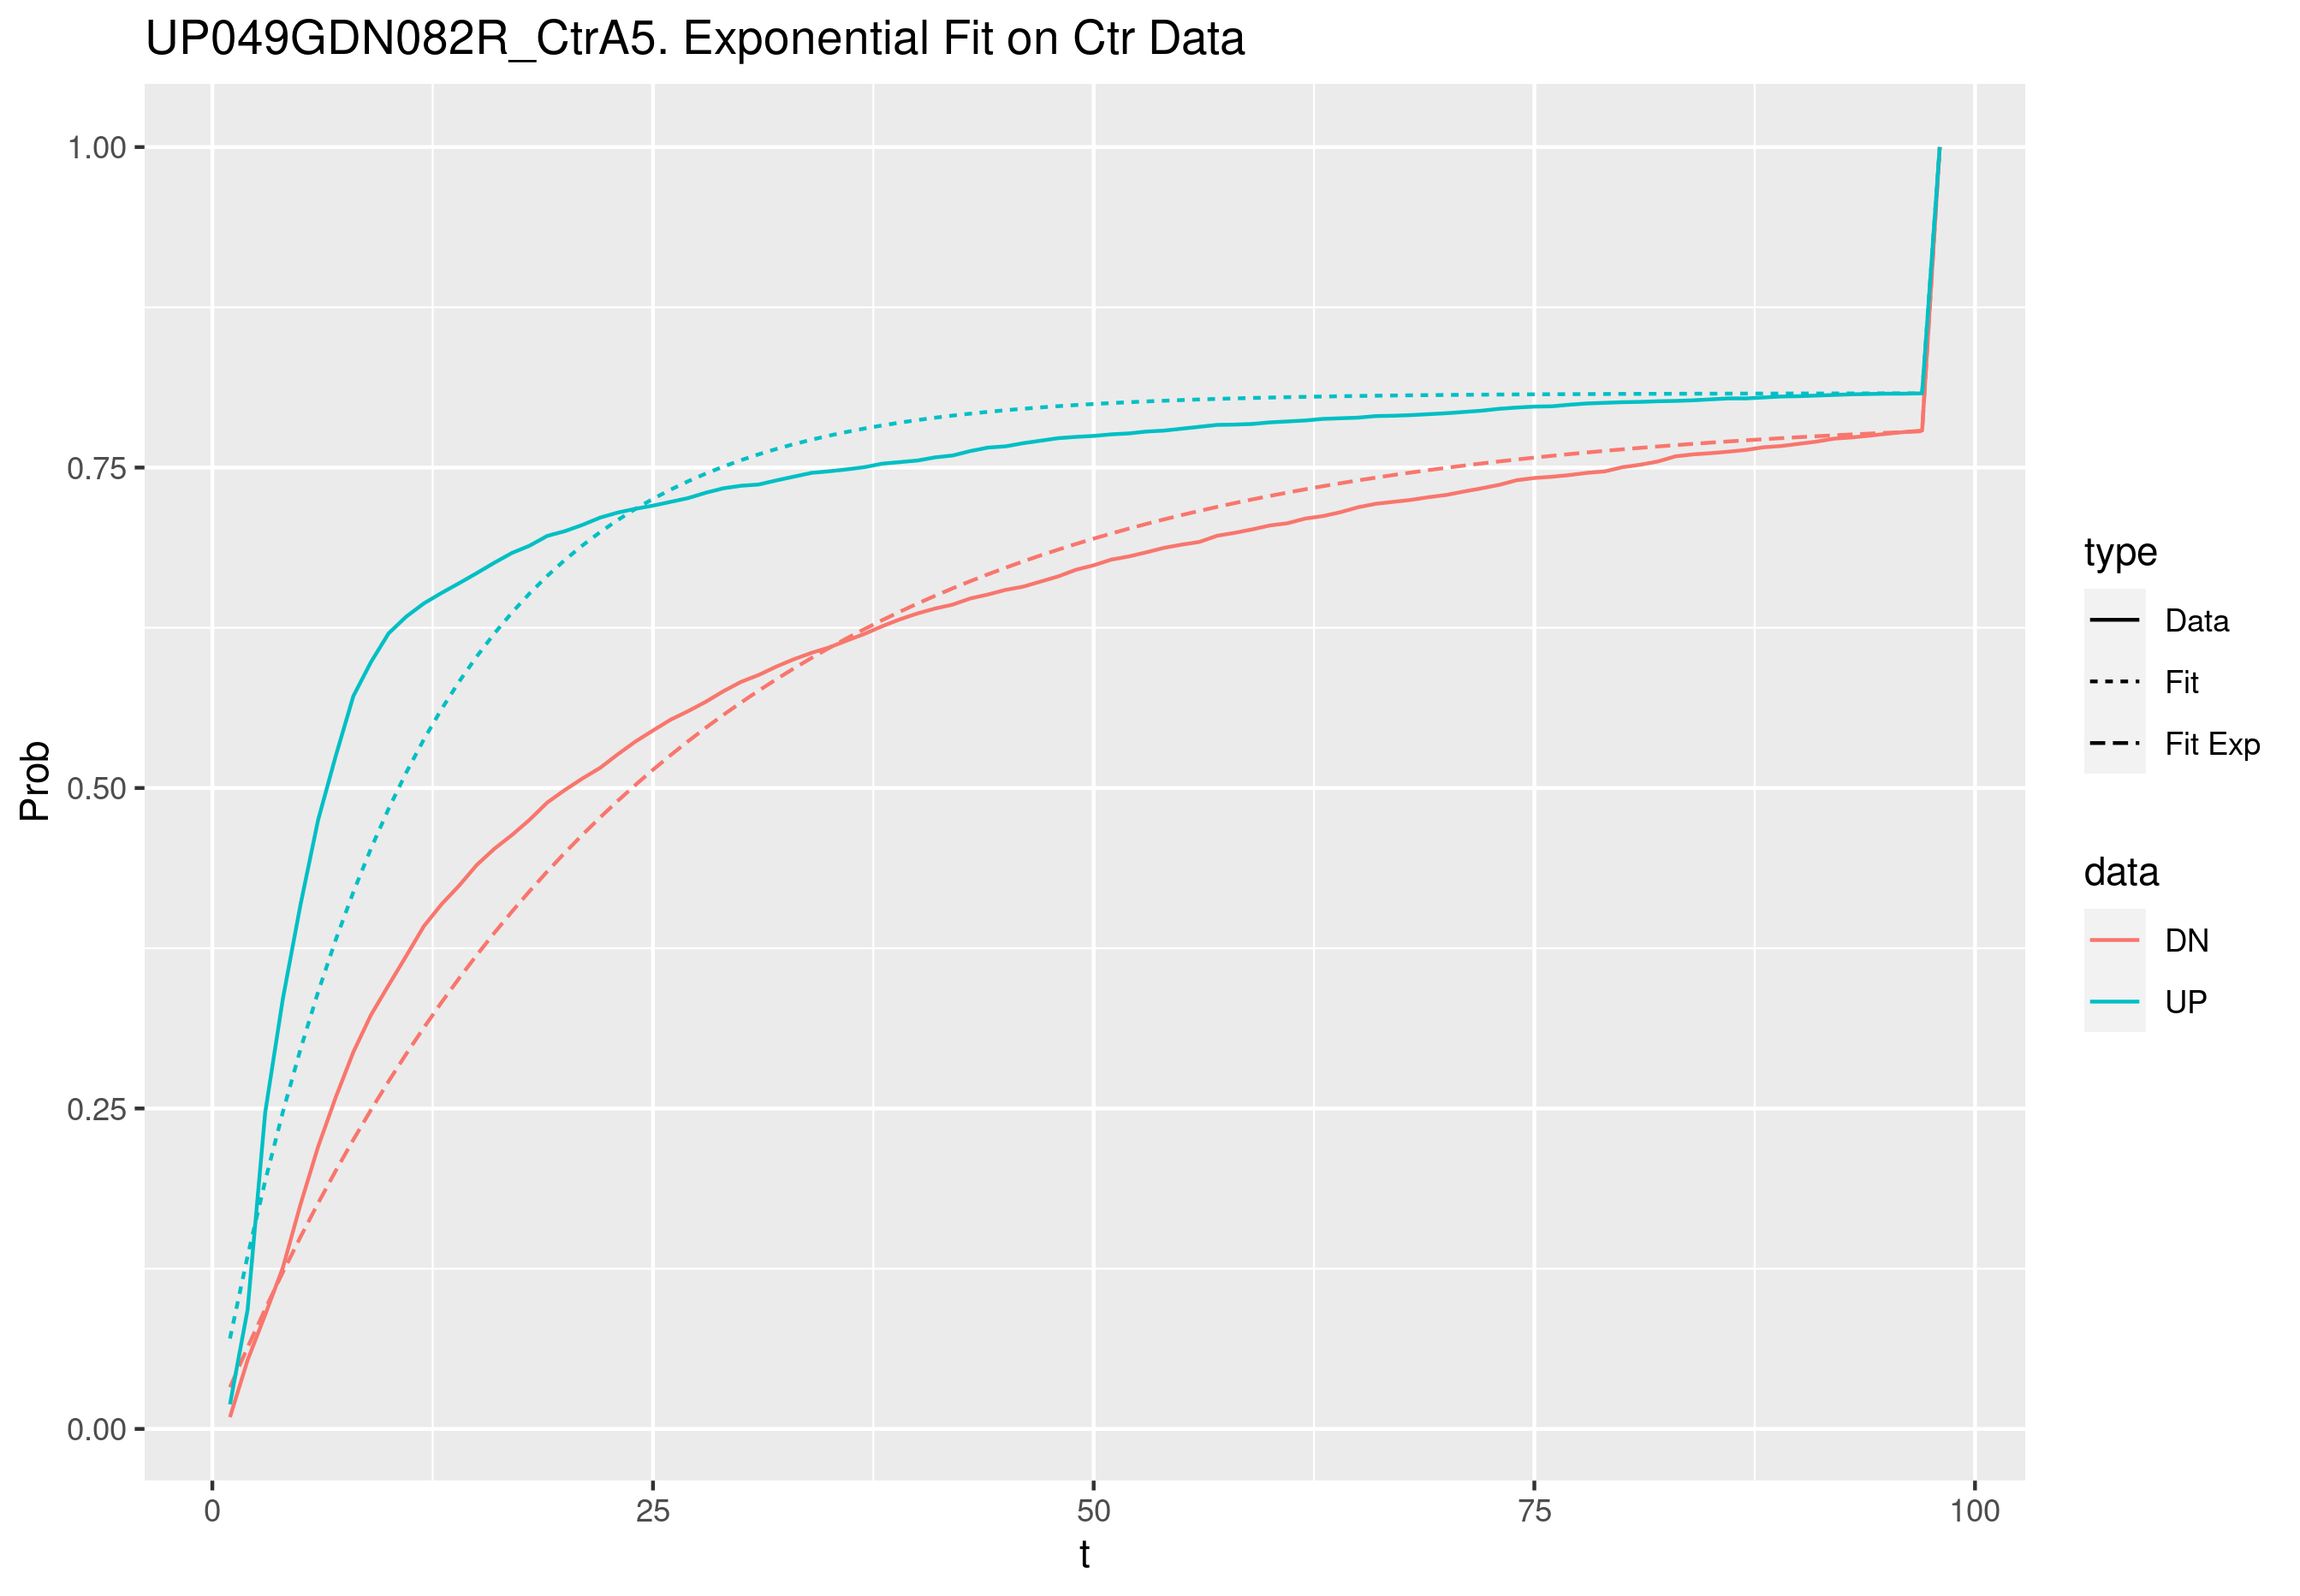 UP049GDN082R_CtrA5. Exponential Fit on Ctr Data
1.00
0.75
0.50
0.25
0.00
Prob
0
25
50
75
100
t
type
Data
Fit
Fit Exp
data
DN
UP